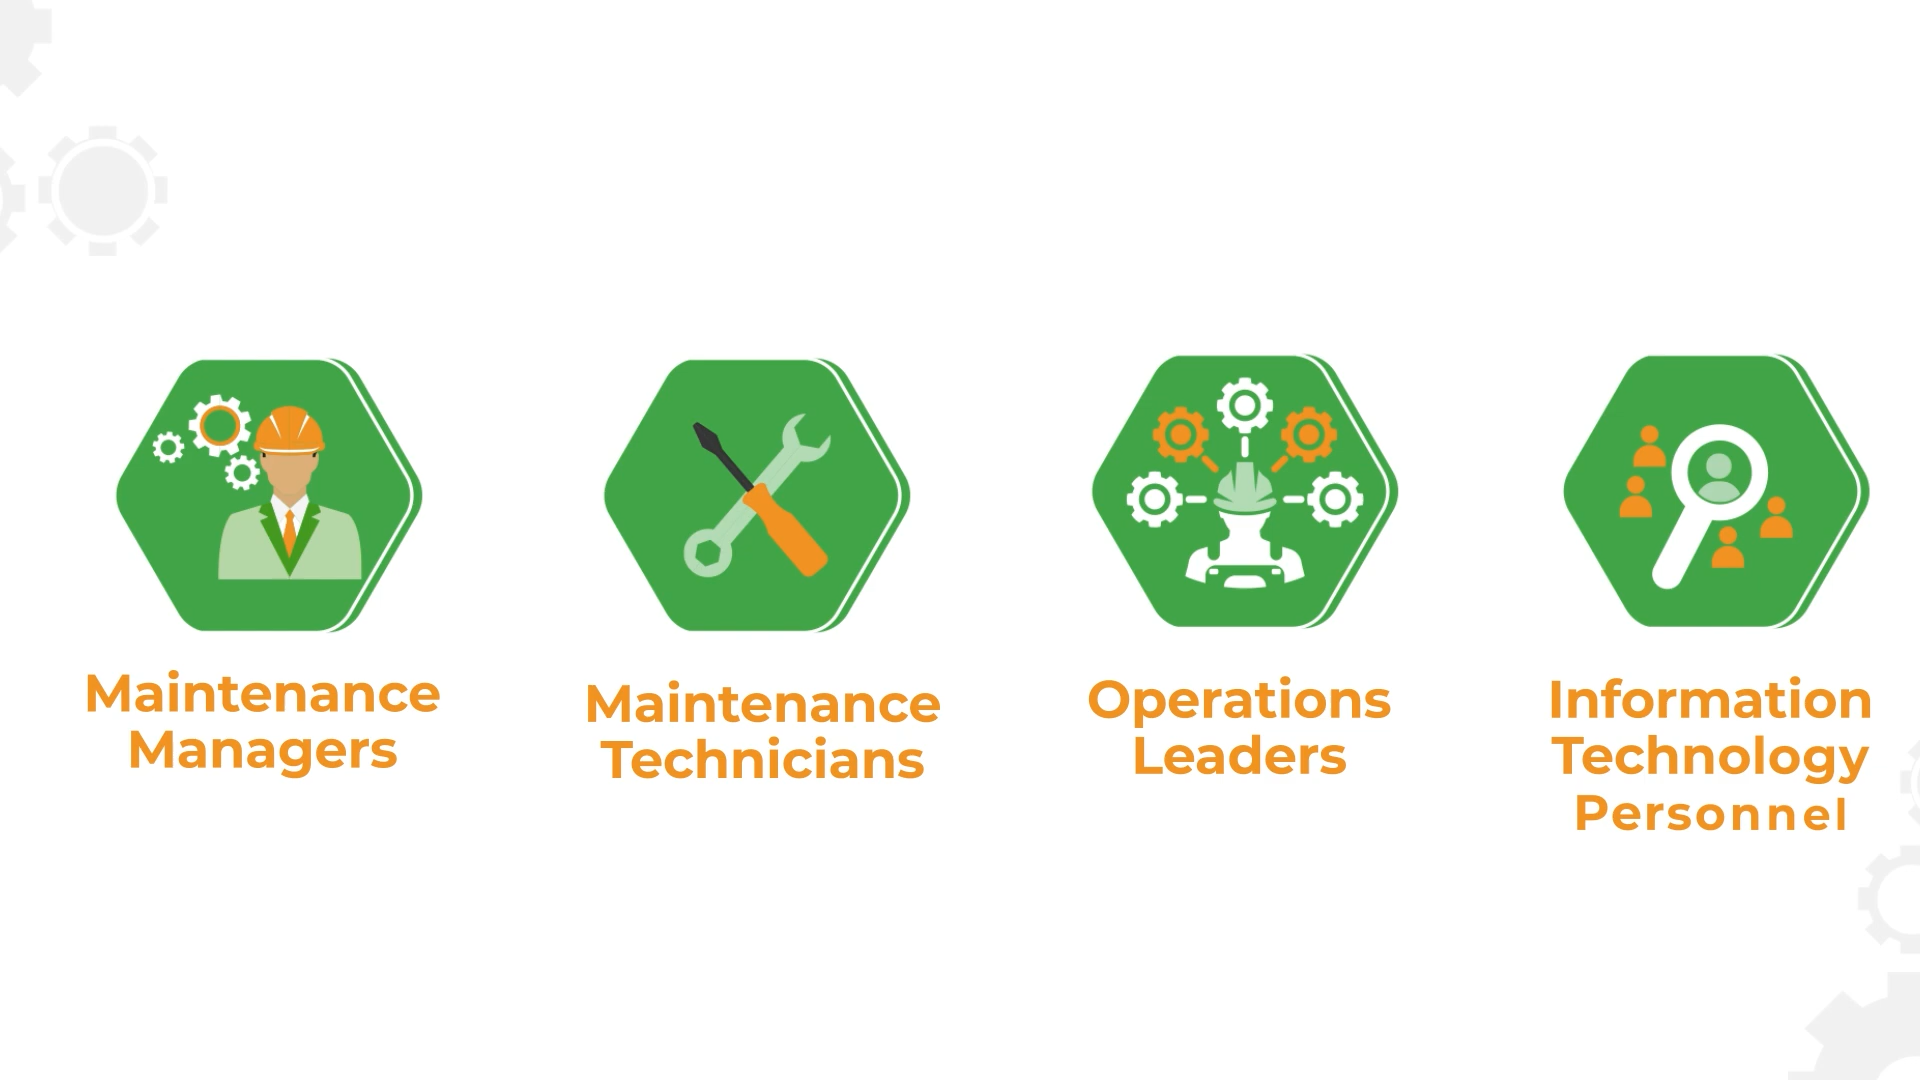 Maintenance
Managers
Maintenance
Technicians
Operations
Leaders
Information
Technology
Personnel